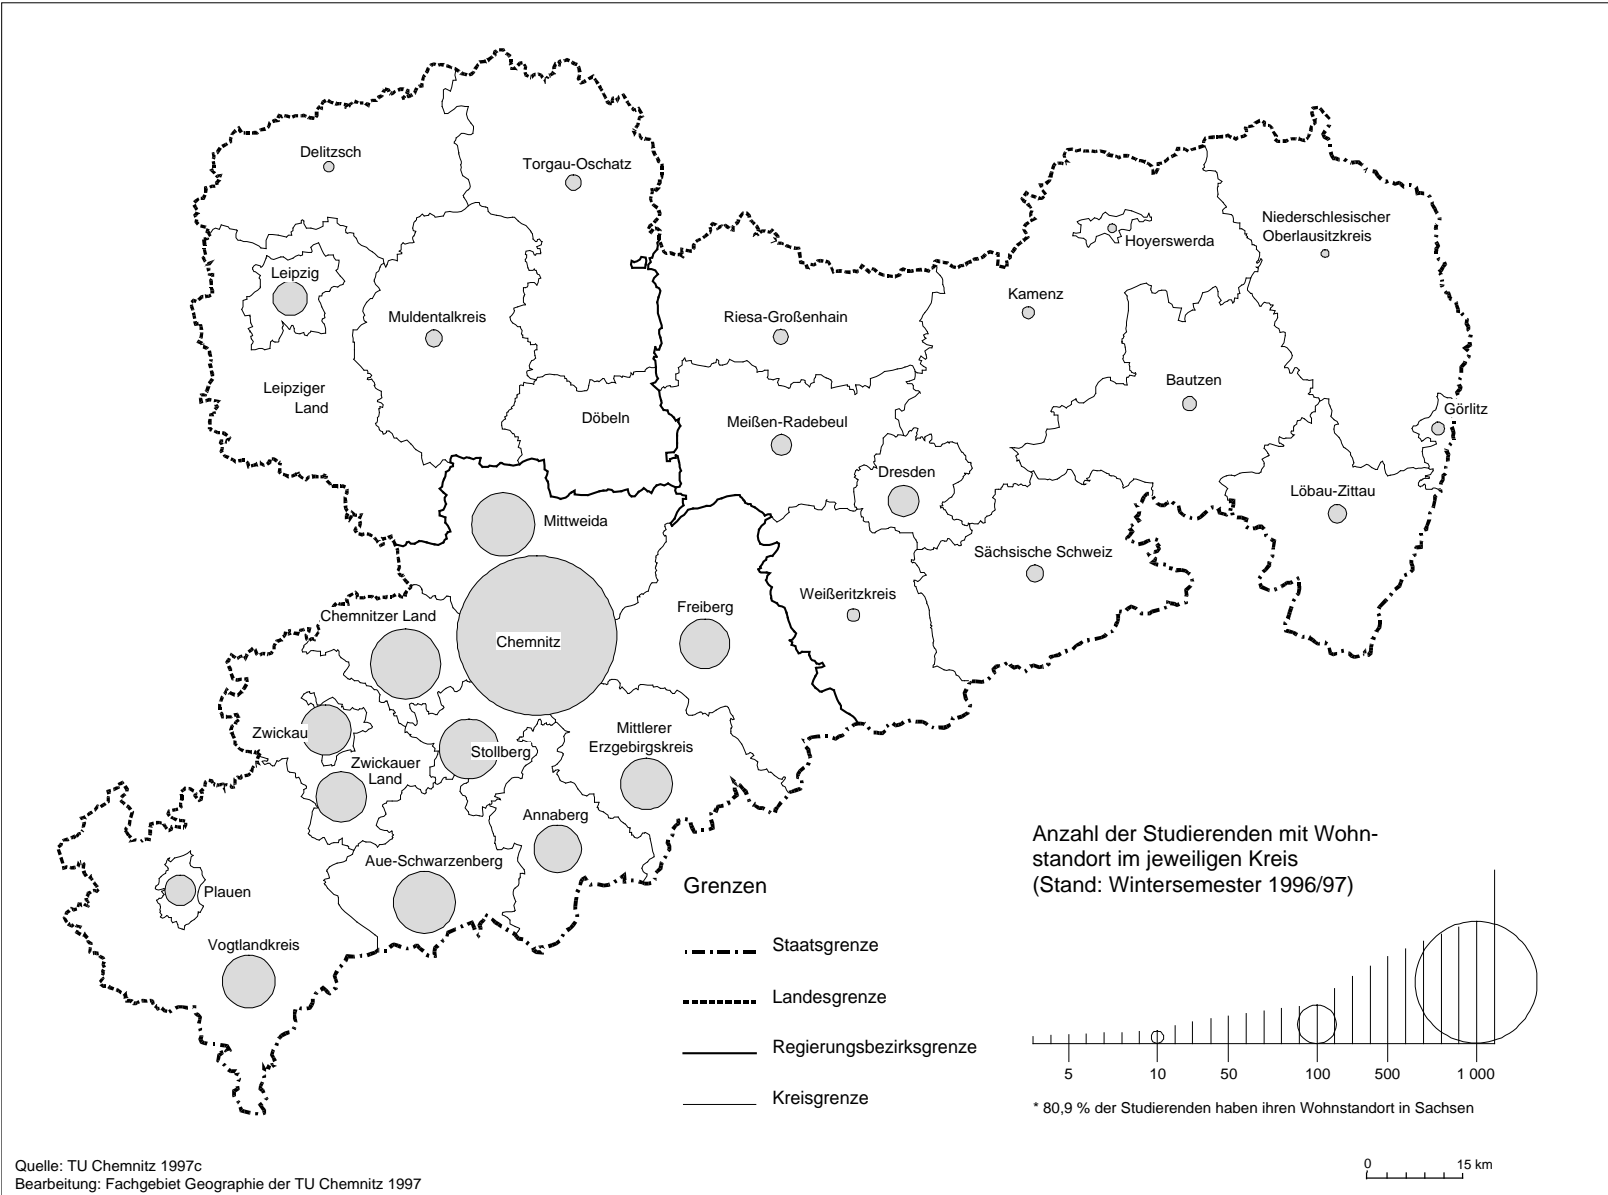 Delitzsch
Torgau-Oschatz
Niederschlesischer
Oberlausitzkreis
Hoyerswerda
Leipzig
Kamenz
Muldentalkreis
Riesa-Großenhain
Leipziger
Land
Bautzen
Döbeln
Meißen-Radebeul
Görlitz
Dresden
Löbau-Zittau
Mittweida
Sächsische Schweiz
Weißeritzkreis
Freiberg
Chemnitzer Land
Chemnitz
Zwickau
Mittlerer
Erzgebirgskreis
Stollberg
Zwickauer
Land
Annaberg
Aue-Schwarzenberg
Plauen
Vogtlandkreis
Grenzen
Staatsgrenze
Landesgrenze
Regierungsbezirksgrenze
Kreisgrenze
Anzahl der Studierenden mit Wohn-
standort im jeweiligen Kreis
(Stand: Wintersemester 1996/97)
5 10 50 100 500 1 000
* 80,9 % der Studierenden haben ihren Wohnstandort in Sachsen
0 15 km
Quelle: TU Chemnitz 1997c
Bearbeitung: Fachgebiet Geographie der TU Chemnitz 1997